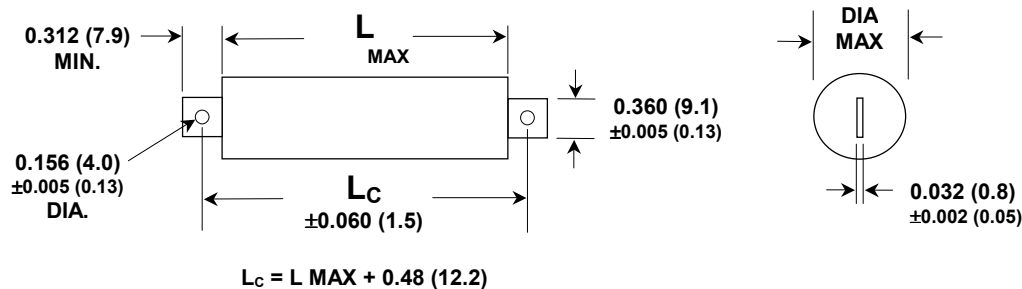 0.312 (7.9)
MIN.
L
MAX
DIA
MAX
0.360 (9.1)
±0.005 (0.13)
0.156 (4.0)
±0.005 (0.13)
DIA.
LC
±0.060 (1.5)
0.032 (0.8)
±0.002 (0.05)
LC = L MAX + 0.48 (12.2)